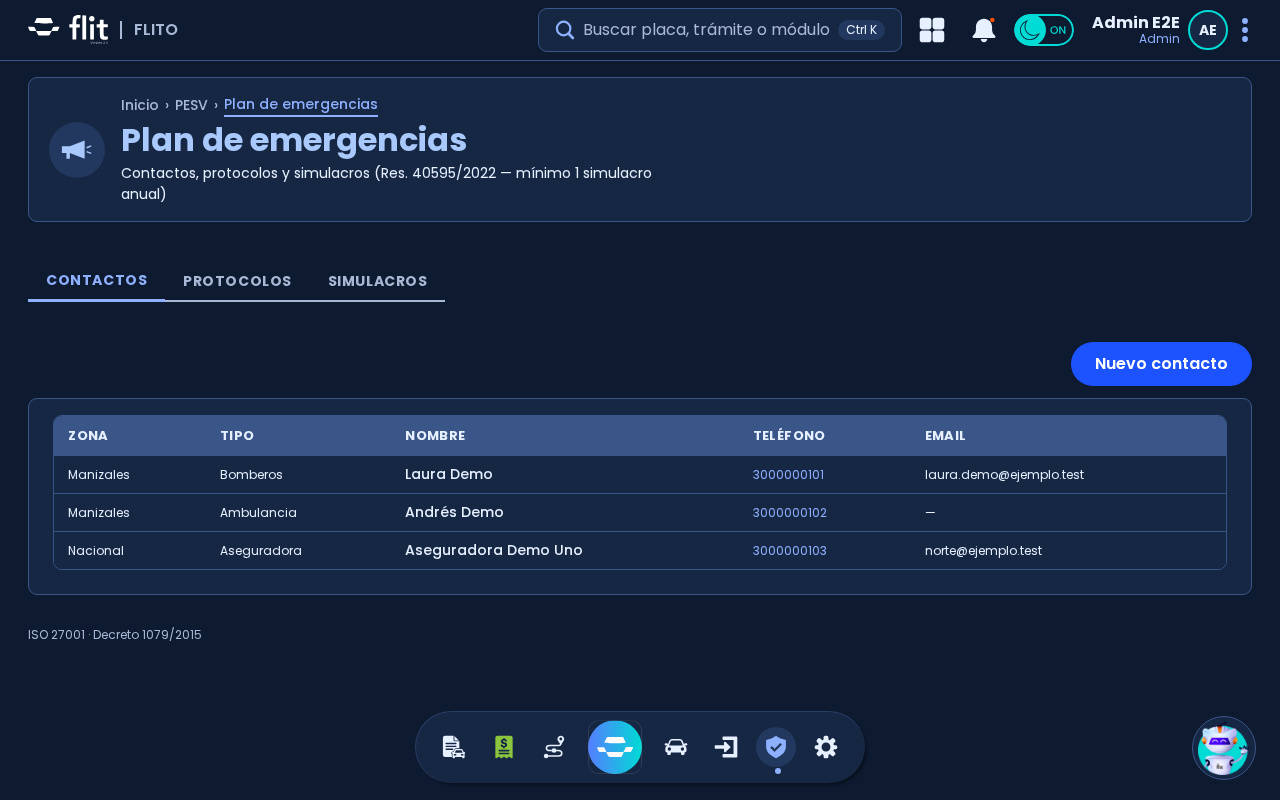 flit FLITO Buscar placa, trámite o módulo Ctrl K ON Admin E2E AE
Admin
Inicio › PESV › Plan de emergencias
Plan de emergencias
Contactos, protocolos y simulacros (Res. 40595/2022 — mínimo 1 simulacro
anual)
CONTACTOS PROTOCOLOS SIMULACROS
Nuevo contacto
ZONA TIPO NOMBRE TELÉFONO EMAIL
Manizales Bomberos Laura Demo 3000000101 laura.demo@ejemplo.test
Manizales Ambulancia Andrés Demo 3000000102 —
Nacional Aseguradora Aseguradora Demo Uno 3000000103 norte@ejemplo.test
ISO 27001 · Decreto 1079/2015